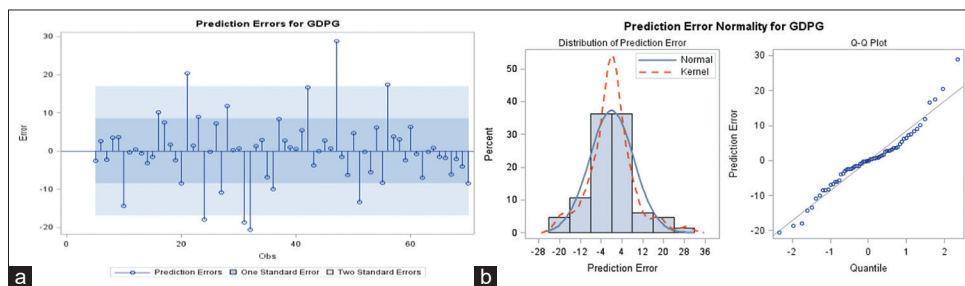 Prediction Errors for GDPG
30
20
10
0
-10
-20
Error
0
20
40
60
Obs
Prediction Errors
One Standard Error
Two Standard Errors
a
Prediction Error Normality for GDPG
Distribution of Prediction Error
Normal
Kernel
50
40
30
20
10
0
Percent
-28 -20 -12 -4 4 12 20 28 36
Prediction Error
b
Q-Q Plot
30
20
10
0
-10
-20
Prediction Error
-2 -1 0 1 2
Quantile